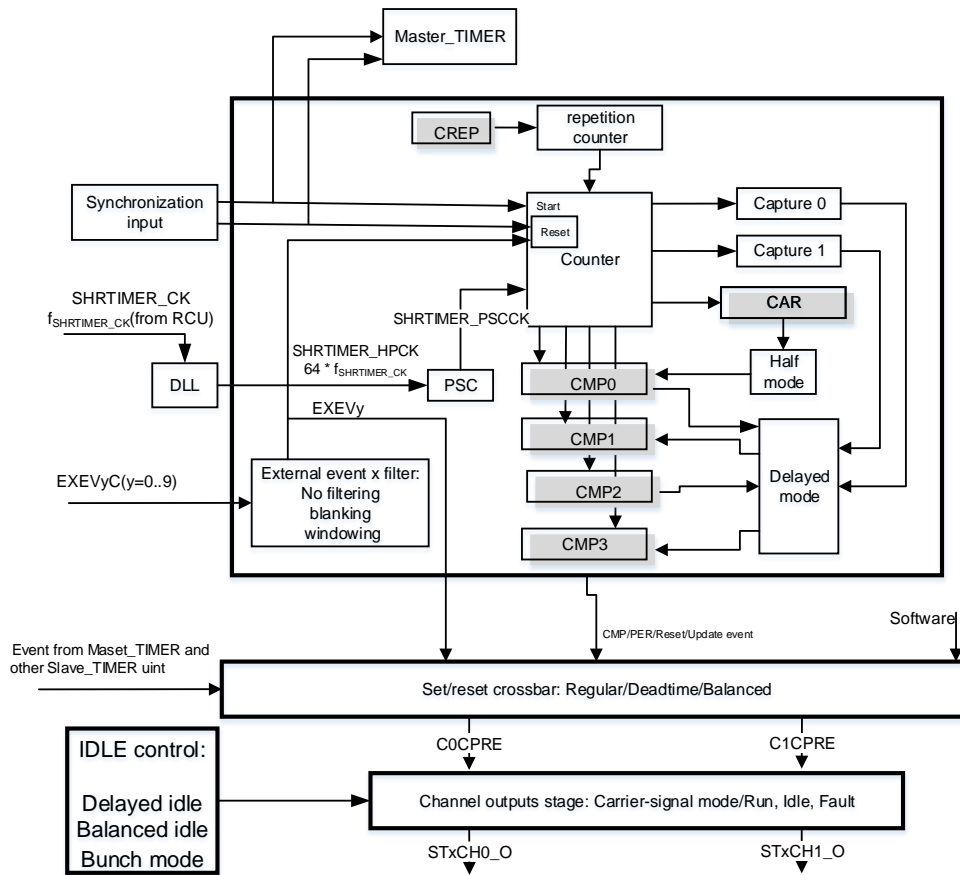 Master_TIMER
CREP
repetition
counter
Synchronization
input
Start
Reset
Counter
Capture 0
Capture 1
CAR
Half
mode
SHRTIMER_CK
fSHRTIMER_CK(from RCU)
SHRTIMER_PSCCK
DLL
SHRTIMER_HPCK
64 * fSHRTIMER_CK
PSC
EXEVy
CMP0
CMP1
CMP2
CMP3
Delayed
mode
EXEVyC(y=0..9)
External event x filter:
No filtering
blanking
windowing
CMP/PER/Reset/Update event
Software
Event from Maset_TIMER and
other Slave_TIMER uint
Set/reset crossbar: Regular/Deadtime/Balanced
C0CPRE
C1CPRE
IDLE control:
Delayed idle
Balanced idle
Bunch mode
Channel outputs stage: Carrier-signal mode/Run, Idle, Fault
STxCH0_O
STxCH1_O